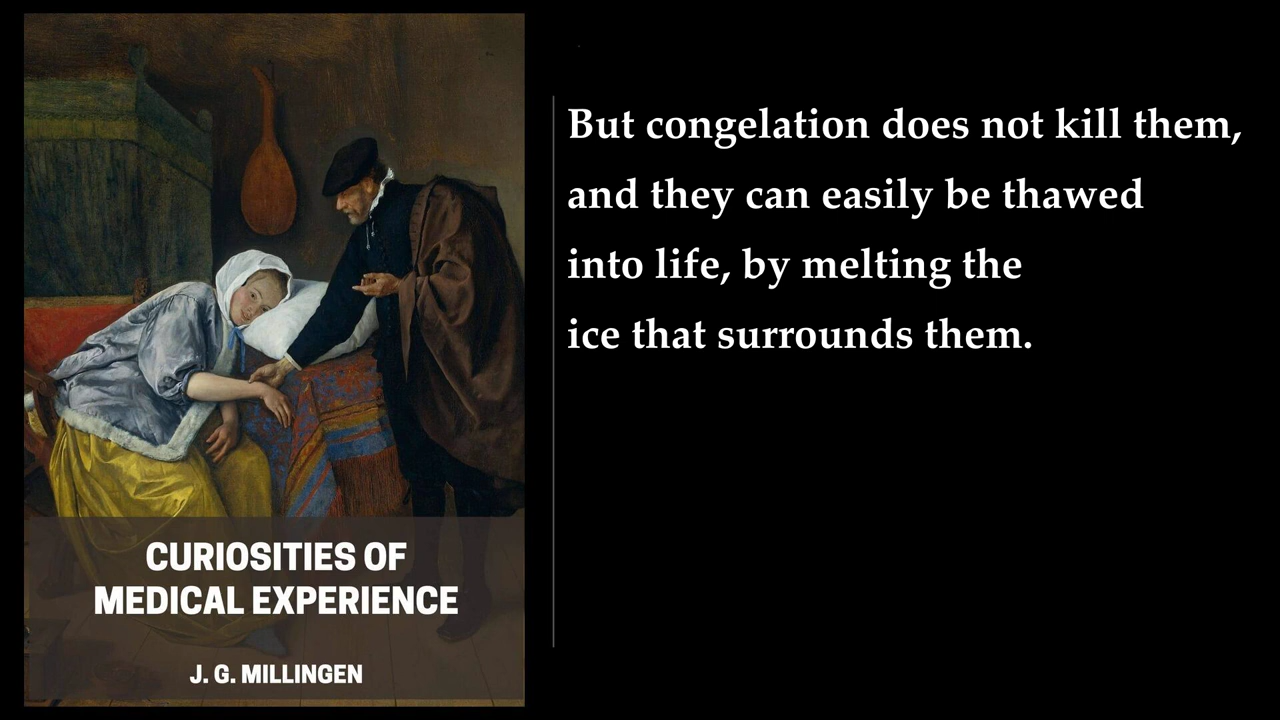 But congelation does not kill them,
and they can easily be thawed
into life, by melting the
ice that surrounds them.
CURIOSITIES OF
MEDICAL EXPERIENCE
J. G. MILLINGEN